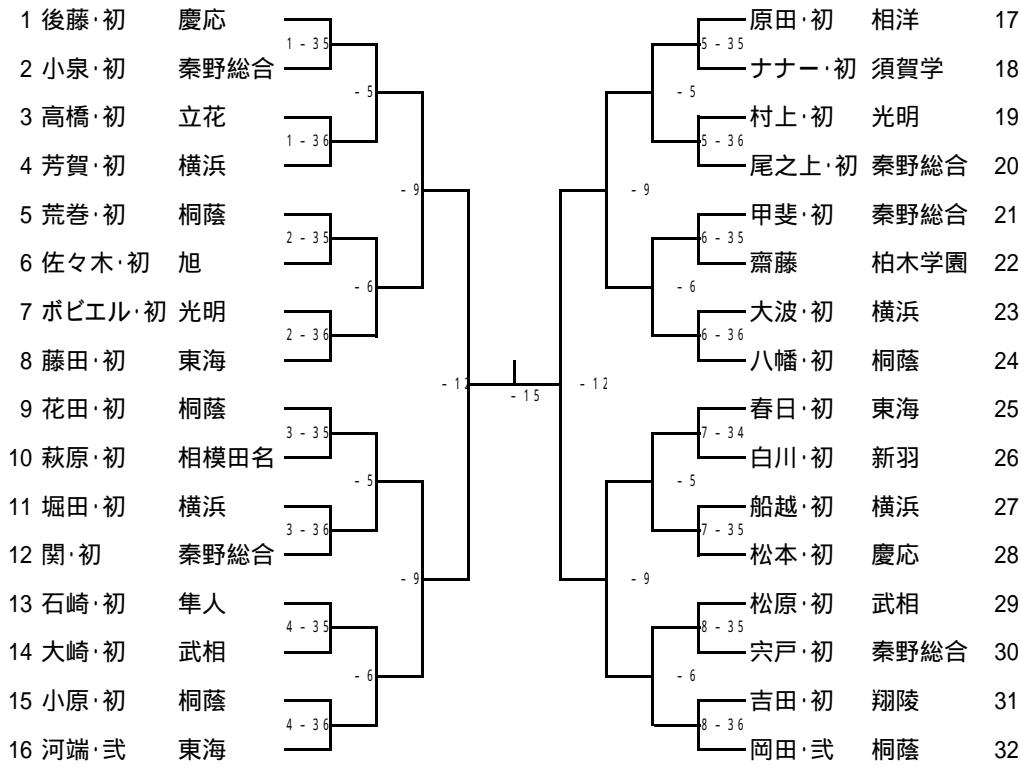 1 後藤·初 慶応
1 - 35
2 小泉·初 秦野総合
- 5
3 高橋·初 立花
1 - 36
4 芳賀·初 横浜
- 9
5 荒巻·初 桐蔭
2 - 35
6 佐々木·初 旭
- 6
7 ボビエル·初 光明
2 - 36
8 藤田·初 東海
- 12
9 花田·初 桐蔭
3 - 35
10 萩原·初 相模田名
- 5
11 堀田·初 横浜
3 - 36
12 関·初 秦野総合
- 9
13 石崎·初 隼人
4 - 35
14 大崎·初 武相
- 6
15 小原·初 桐蔭
4 - 36
16 河端·弐 東海
- 15
原田·初 相洋 17
5 - 35
ナナー·初 須賀学 18
- 5
村上·初 光明 19
5 - 36
尾之上·初 秦野総合 20
- 9
甲斐·初 秦野総合 21
6 - 35
齋藤 柏木学園 22
- 6
大波·初 横浜 23
6 - 36
八幡·初 桐蔭 24
- 12
春日·初 東海 25
7 - 34
白川·初 新羽 26
- 5
船越·初 横浜 27
7 - 35
松本·初 慶応 28
- 9
松原·初 武相 29
8 - 35
宍戸·初 秦野総合 30
- 6
吉田·初 翔陵 31
8 - 36
岡田·弐 桐蔭 32